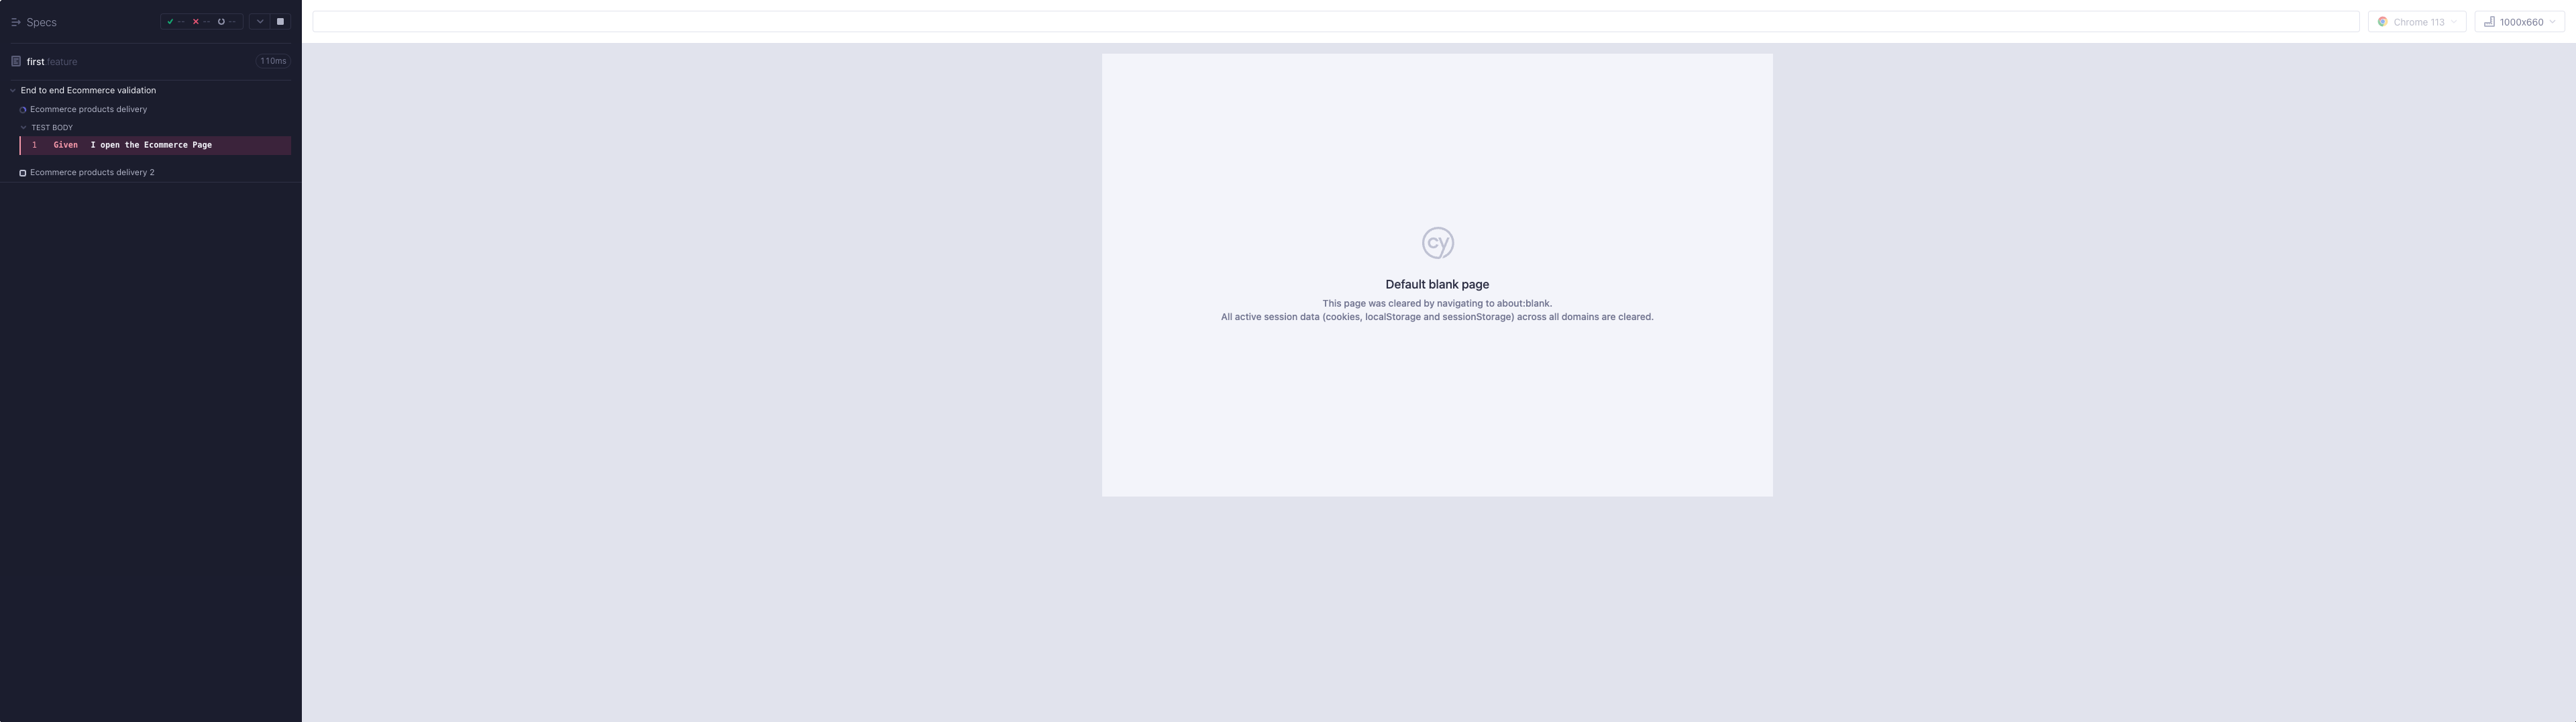 Specs
-- -- --
first.feature
110ms
End to end Ecommerce validation
Ecommerce products delivery
TEST BODY
1 Given I open the Ecommerce Page
Ecommerce products delivery 2
Chrome 113
1000x660
cy
Default blank page
This page was cleared by navigating to about:blank.
All active session data (cookies, localStorage and sessionStorage) across all domains are cleared.